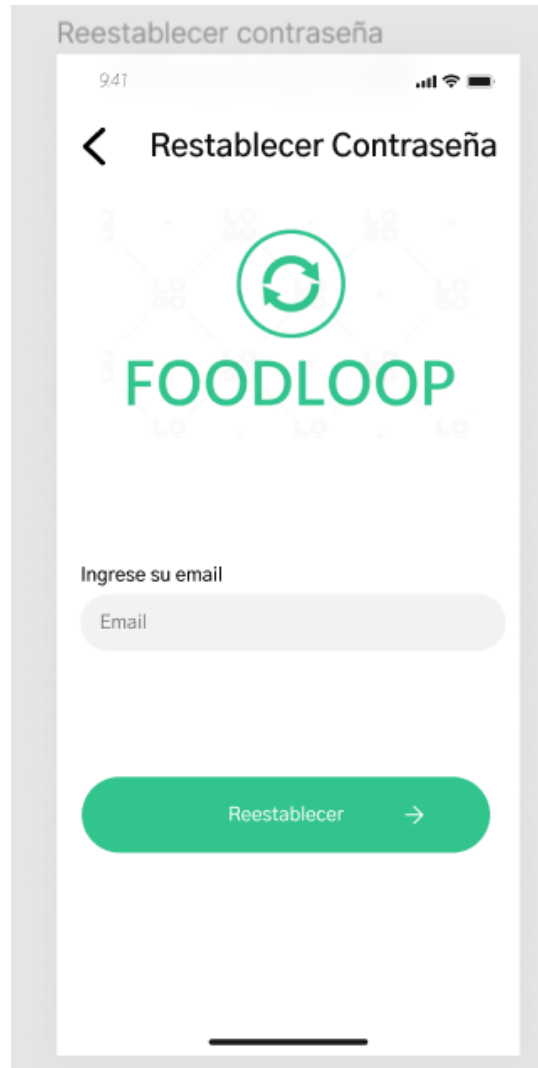 Reestablecer contraseña
9:41
Restablecer Contraseña
FOODLOOP
Ingrese su email
Email
Reestablecer